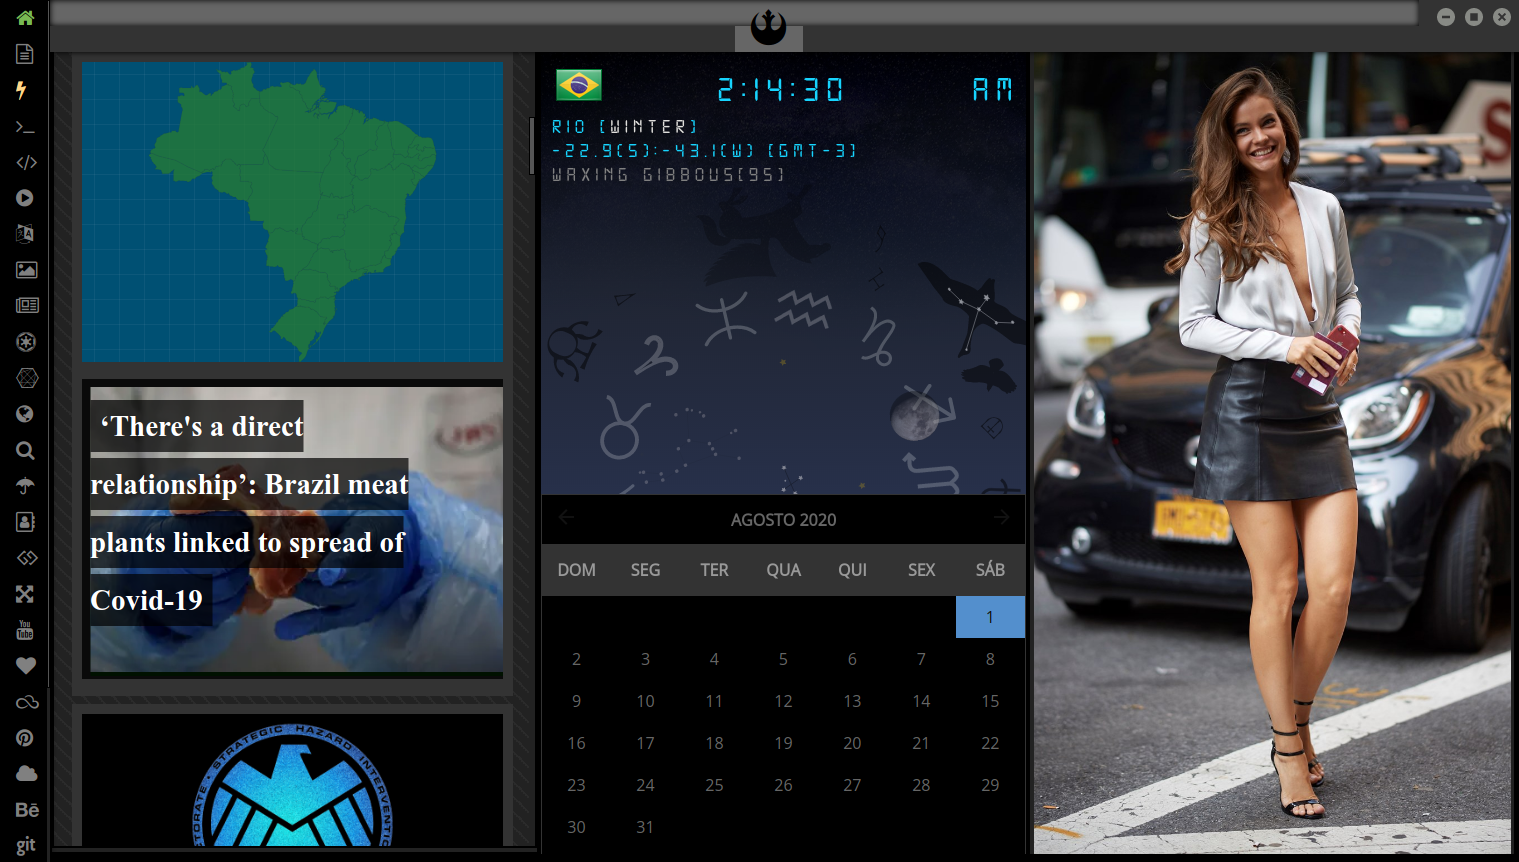 2:14:30 AM
RIO [WINTER]
-22.9(S):-43.1(W) [GMT-3]
WAXING GIBBOUS[95]
‘There's a direct
relationship’: Brazil meat
plants linked to spread of
Covid-19
STRATEGIC HAZARD INTERVENTIO
AGOSTO 2020
DOM SEG TER QUA QUI SEX SÁB
1
2 3 4 5 6 7 8
9 10 11 12 13 14 15
16 17 18 19 20 21 22
23 24 25 26 27 28 29
30 31
You
Tube
Bē
git